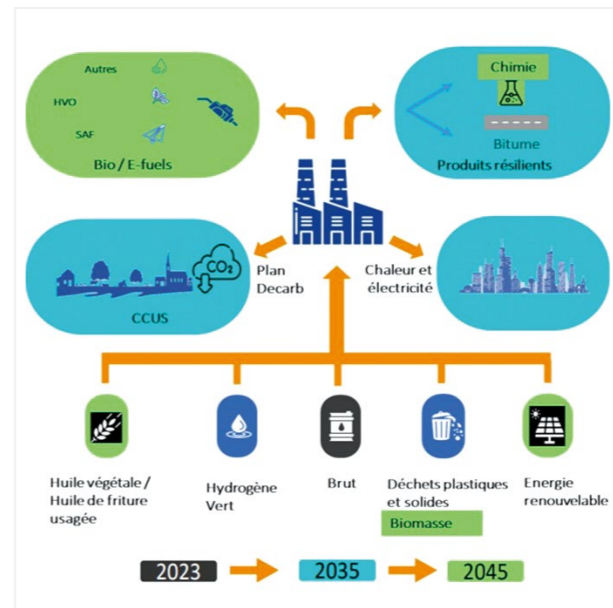 Autres
HVO
SAF
Bio / E-fuels
Chimie
Bitume
Produits résilients
CO₂
CCUS
Plan
Decarb
Chaleur et
électricité
Huile végétale /
Huile de friture
usagée
Hydrogène
Vert
Brut
Déchets plastiques
et solides
Biomasse
Energie
renouvelable
2023
2035
2045